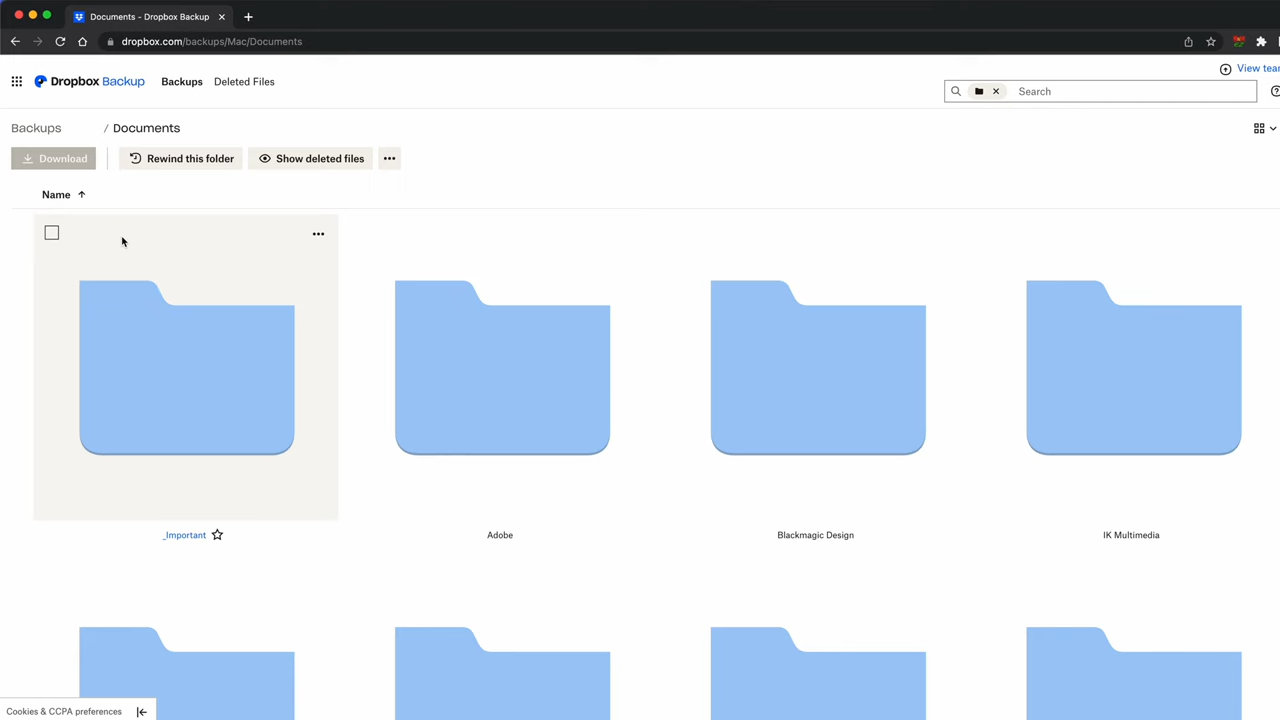 Documents - Dropbox Backup
dropbox.com/backups/Mac/Documents
Dropbox Backup Backups Deleted Files
View tea
Search
Backups / Documents
Download Rewind this folder Show deleted files
Name
_Important Adobe Blackmagic Design IK Multimedia
Cookies & CCPA preferences